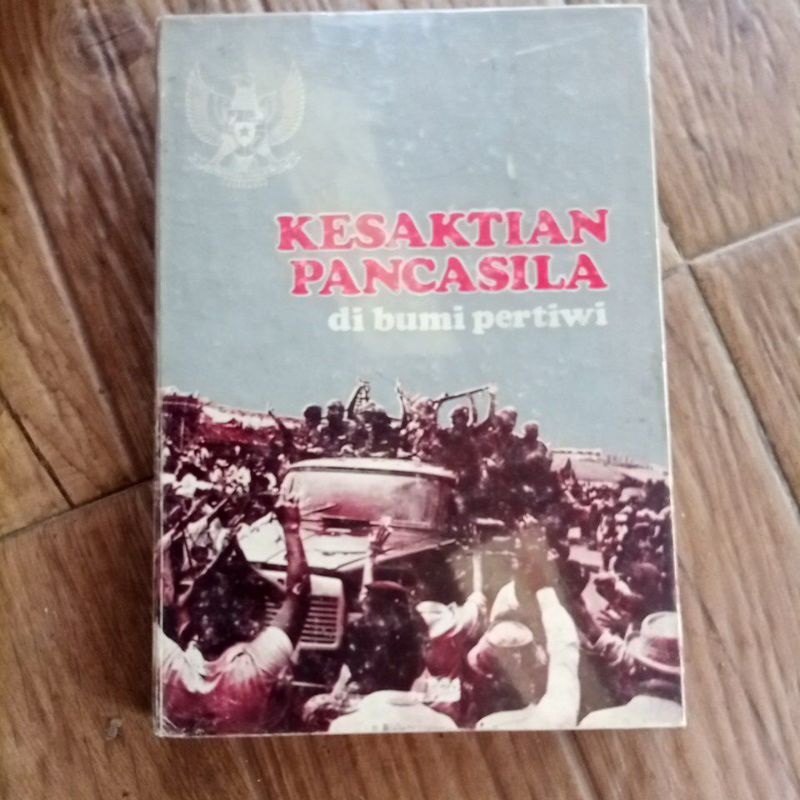 KESAKTIAN
PANCASILA
di bumi pertiwi